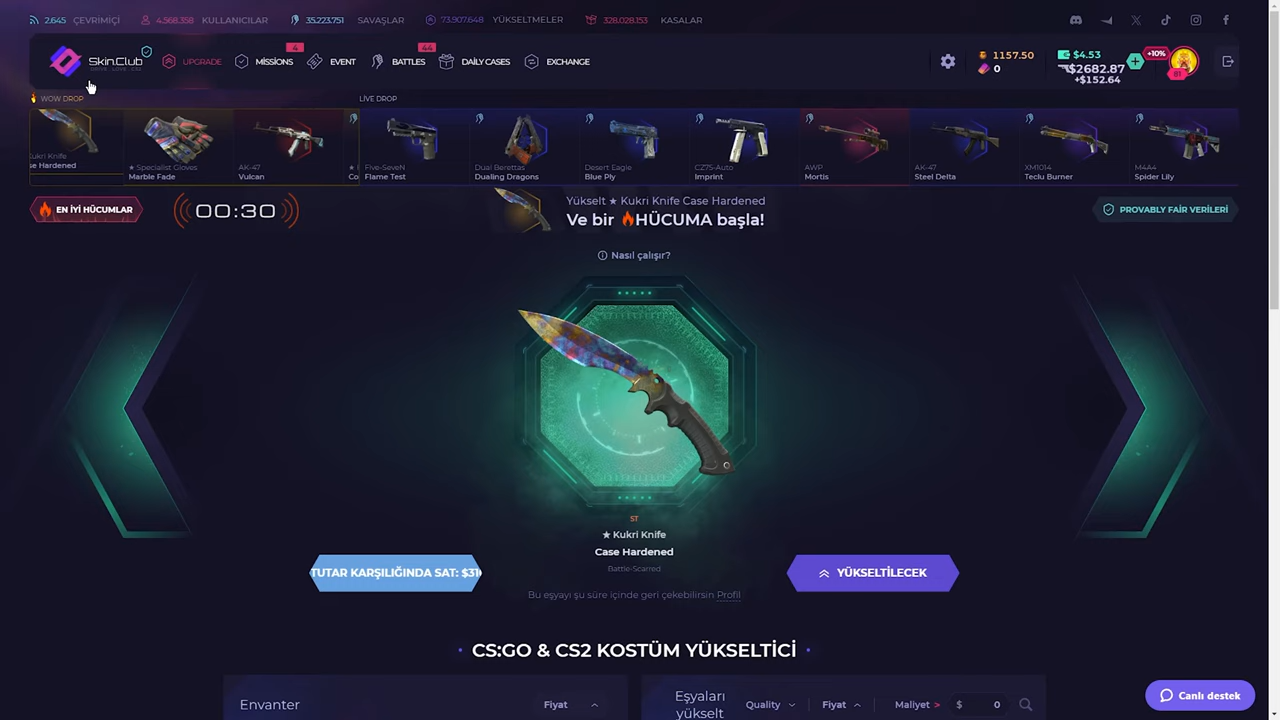 2.645 ÇEVRİMİÇİ 4.568.358 KULLANICILAR 35.223.751 SAVAŞLAR 73.907.648 YÜKSELTMELER 328.028.153 KASALAR
Skin.Club UPGRADE 4 MISSIONS EVENT BATTLES 44 DAILY CASES EXCHANGE
1157.50
0
$4.53
$2682.87
+$152.64
+10%
81
WOW DROP LİVE DROP
Kukri Knife
se Hardened
★ Specialist Gloves
Marble Fade
AK-47
Vulcan
Co
Five-SeveN
Flame Test
Dual Berettas
Dualing Dragons
Desert Eagle
Blue Ply
CZ75-Auto
Imprint
AWP
Mortis
AK-47
Steel Delta
XM1014
Teclu Burner
M4A4
Spider Lily
EN İYİ HÜCUMLAR
00:30
Yükselt ★ Kukri Knife Case Hardened
Ve bir HÜCUMA başla!
PROVABLY FAIR VERİLERİ
Nasıl çalışır?
ST
★ Kukri Knife
Case Hardened
Battle-Scarred
TUTAR KARŞILIĞINDA SAT: $31
YÜKSELTİLECEK
Bu eşyayı şu süre içinde geri çekebilirsin Profil
CS:GO & CS2 KOSTÜM YÜKSELTİCİ
Envanter Fiyat
Eşyaları
yükselt
Quality Fiyat Maliyet > $ 0
Canlı destek